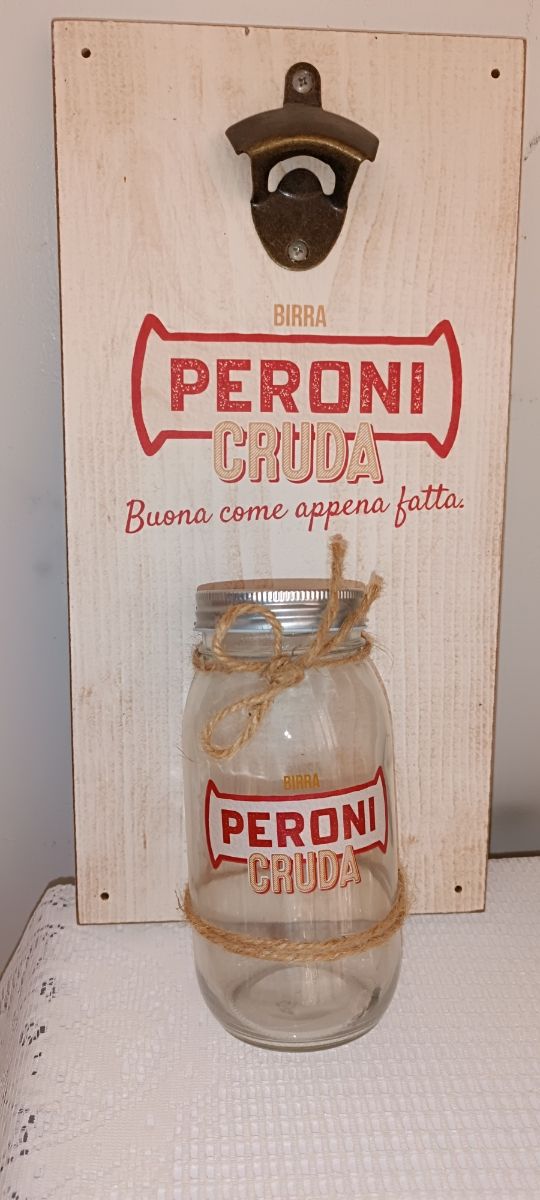 BIRRA
PERONI
CRUDA
Buona come appena fatta.
BIRRA
PERONI
CRUDA